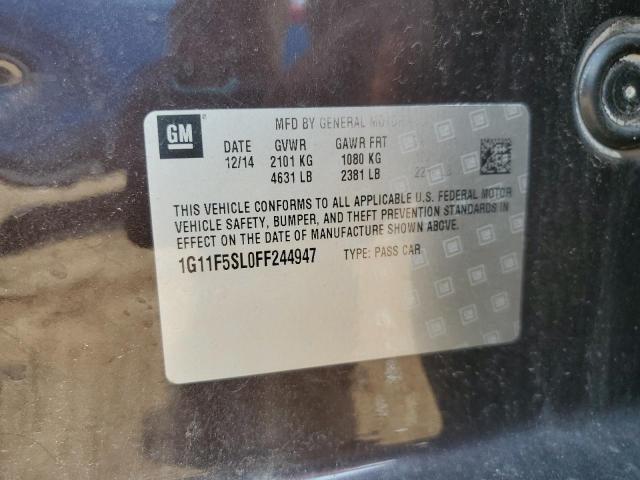 GM
MFD BY GENERAL MOTOR
DATE GVWR GAWR FRT
12/14 2101 KG 1080 KG
4631 LB 2381 LB
THIS VEHICLE CONFORMS TO ALL APPLICABLE U.S. FEDERAL MOTOR
VEHICLE SAFETY, BUMPER, AND THEFT PREVENTION STANDARDS IN
EFFECT ON THE DATE OF MANUFACTURE SHOWN ABOVE.
1G11F5SL0FF244947 TYPE: PASS CAR